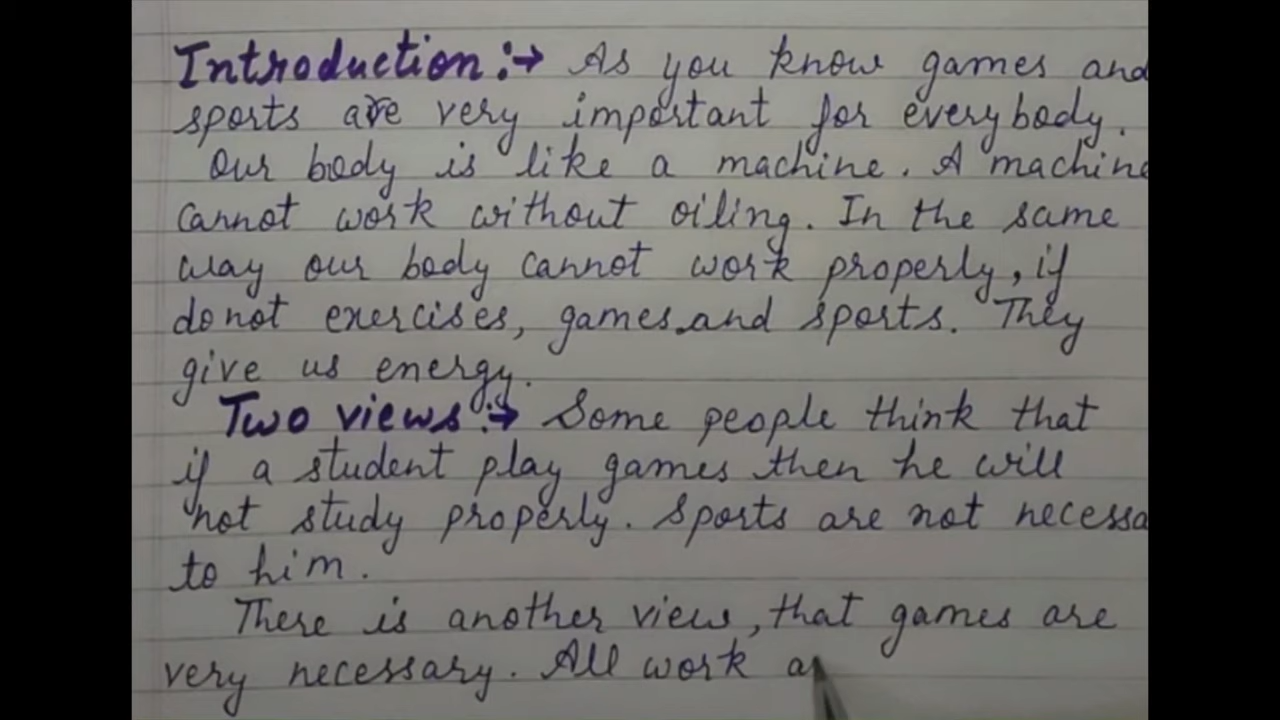 Introduction:→ As you know games and
sports are very important for everybody.
Our body is like a machine. A machine
cannot work without oiling. In the same
way our body cannot work properly, if
do not exercises, games and sports. They
give us energy.
Two views:→ Some people think that
if a student play games then he will
not study properly. Sports are not necessa
to him.
There is another view, that games are
very necessary. All work a